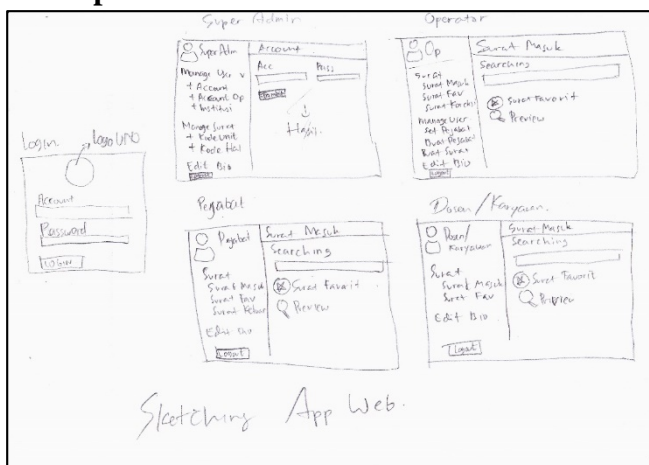 Super Admin
Super Adm
Manage User v
+ Account
+ Account Op
+ Institusi
Manage Surat
+ Kode Unit
+ Kode Hal
Edit Bio
Account
Acc
Pass
Hasil.
Operator
Op
Surat
Surat Masuk
Surat Fav
Manage User
Set Pejabat
Buat Pejabat
Buat Surat
Edit Bio
Logout
Surat Masuk
Searching
Surat Favorit
Preview
Login
Logo
Account
Password
LOGIN
Pejabat
Pejabat
Surat
Surat Masuk
Surat Fav
Surat Keluar
Edit Bio
Logout
Surat Masuk
Searching
Surat Favorit
Preview
Dosen/Karyawan
Dosen/
Karyawan
Surat
Surat Masuk
Surat Fav
Edit Bio
Logout
Surat Masuk
Searching
Surat Favorit
Preview
Sketching App Web.